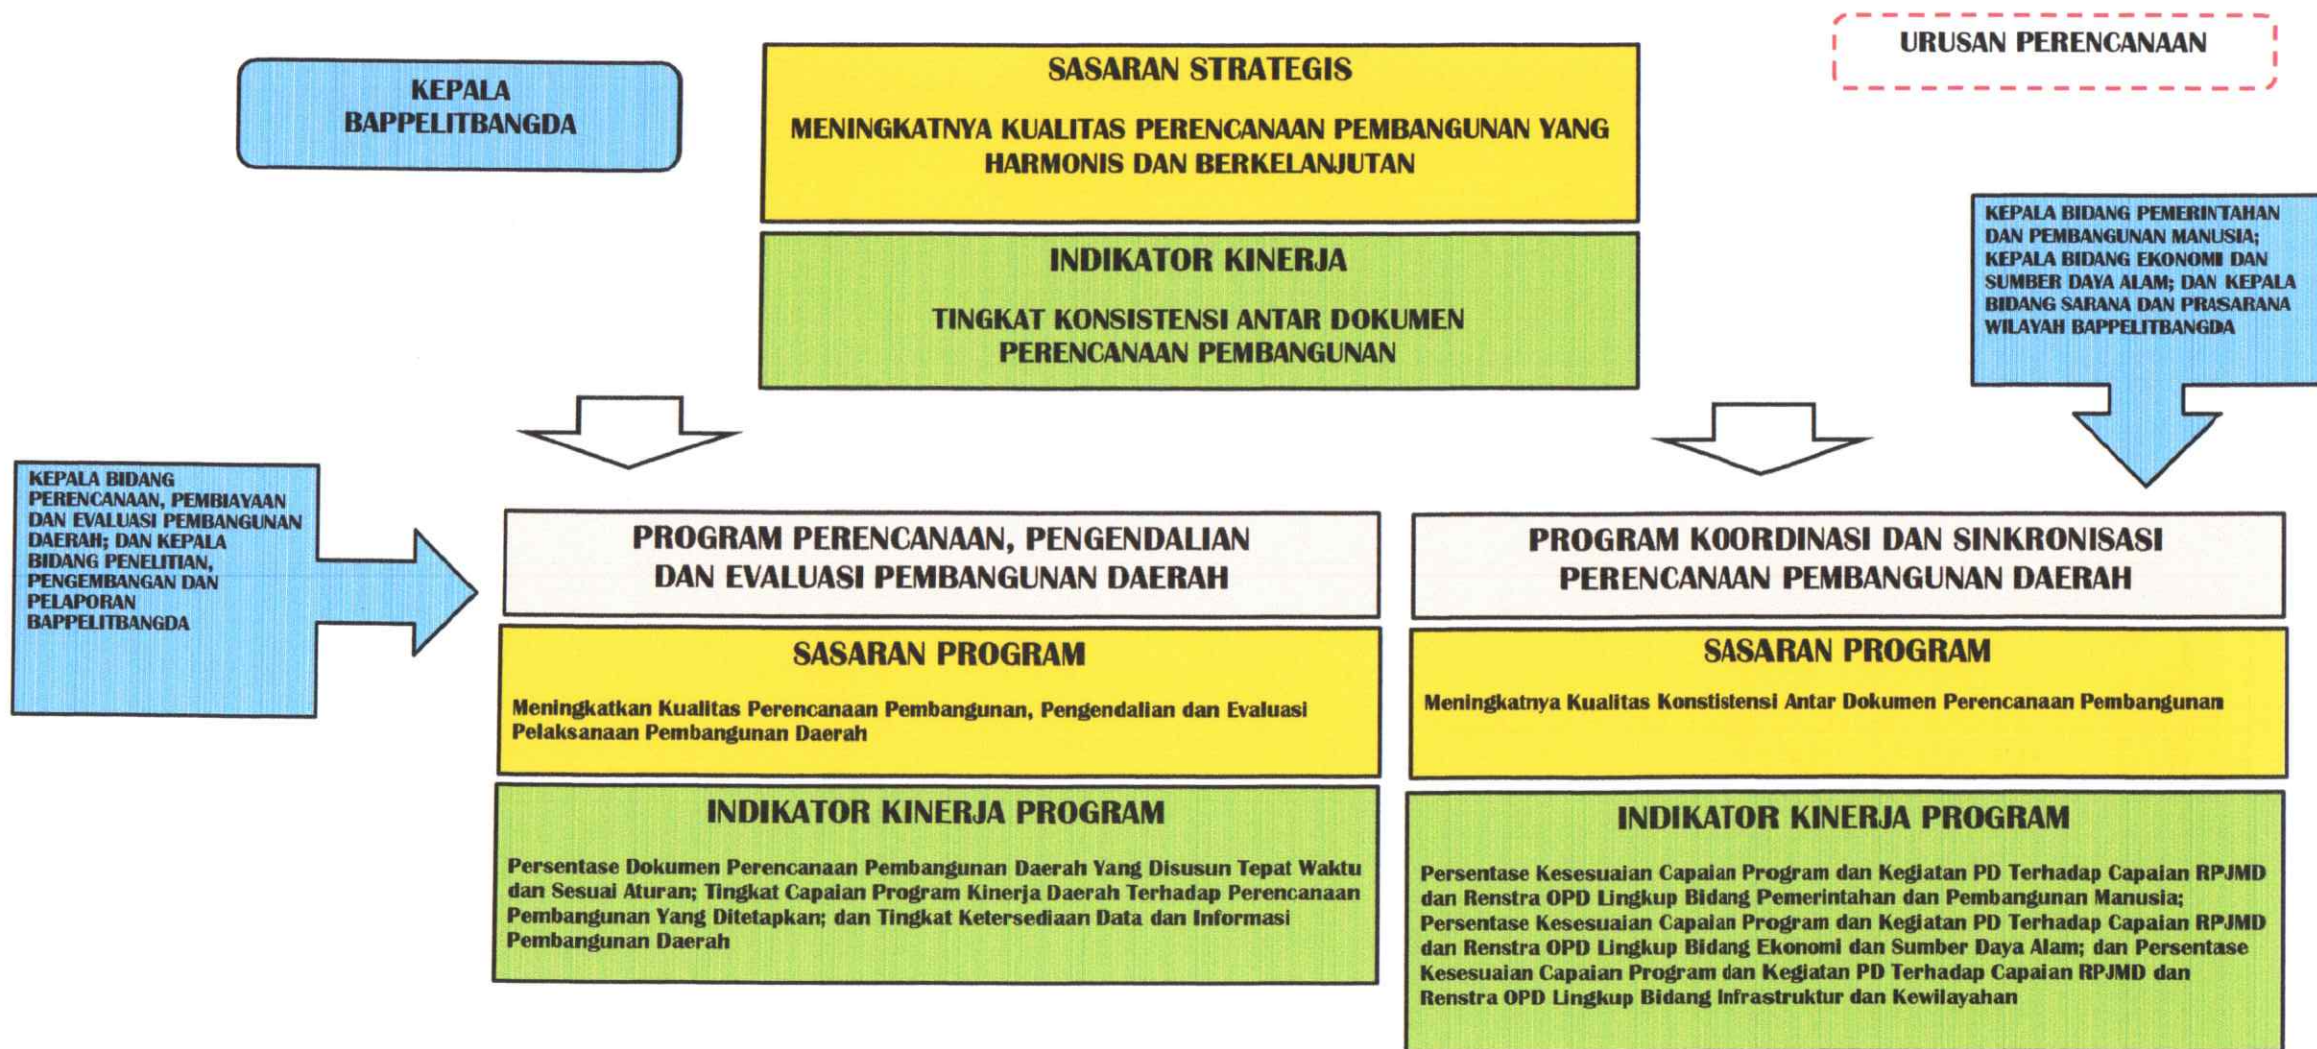 URUSAN PERENCANAAN
KEPALA
BAPPELITBANGDA
SASARAN STRATEGIS
MENINGKATNYA KUALITAS PERENCANAAN PEMBANGUNAN YANG
HARMONIS DAN BERKELANJUTAN
INDIKATOR KINERJA
TINGKAT KONSISTENSI ANTAR DOKUMEN
PERENCANAAN PEMBANGUNAN
KEPALA BIDANG PEMERINTAHAN
DAN PEMBANGUNAN MANUSIA;
KEPALA BIDANG EKONOMI DAN
SUMBER DAYA ALAM; DAN KEPALA
BIDANG SARANA DAN PRASARANA
WILAYAH BAPPELITBANGDA
KEPALA BIDANG
PERENCANAAN, PEMBIAYAAN
DAN EVALUASI PEMBANGUNAN
DAERAH; DAN KEPALA
BIDANG PENELITIAN,
PENGEMBANGAN DAN
PELAPORAN
BAPPELITBANGDA
PROGRAM PERENCANAAN, PENGENDALIAN
DAN EVALUASI PEMBANGUNAN DAERAH
SASARAN PROGRAM
Meningkatkan Kualitas Perencanaan Pembangunan, Pengendalian dan Evaluasi
Pelaksanaan Pembangunan Daerah
INDIKATOR KINERJA PROGRAM
Persentase Dokumen Perencanaan Pembangunan Daerah Yang Disusun Tepat Waktu
dan Sesuai Aturan; Tingkat Capaian Program Kinerja Daerah Terhadap Perencanaan
Pembangunan Yang Ditetapkan; dan Tingkat Ketersediaan Data dan Informasi
Pembangunan Daerah
PROGRAM KOORDINASI DAN SINKRONISASI
PERENCANAAN PEMBANGUNAN DAERAH
SASARAN PROGRAM
Meningkatnya Kualitas Konstistensi Antar Dokumen Perencanaan Pembangunan
INDIKATOR KINERJA PROGRAM
Persentase Kesesuaian Capaian Program dan Kegiatan PD Terhadap Capaian RPJMD
dan Renstra OPD Lingkup Bidang Pemerintahan dan Pembangunan Manusia;
Persentase Kesesuaian Capaian Program dan Kegiatan PD Terhadap Capaian RPJMD
dan Renstra OPD Lingkup Bidang Ekonomi dan Sumber Daya Alam; dan Persentase
Kesesuaian Capaian Program dan Kegiatan PD Terhadap Capaian RPJMD dan
Renstra OPD Lingkup Bidang Infrastruktur dan Kewilayahan